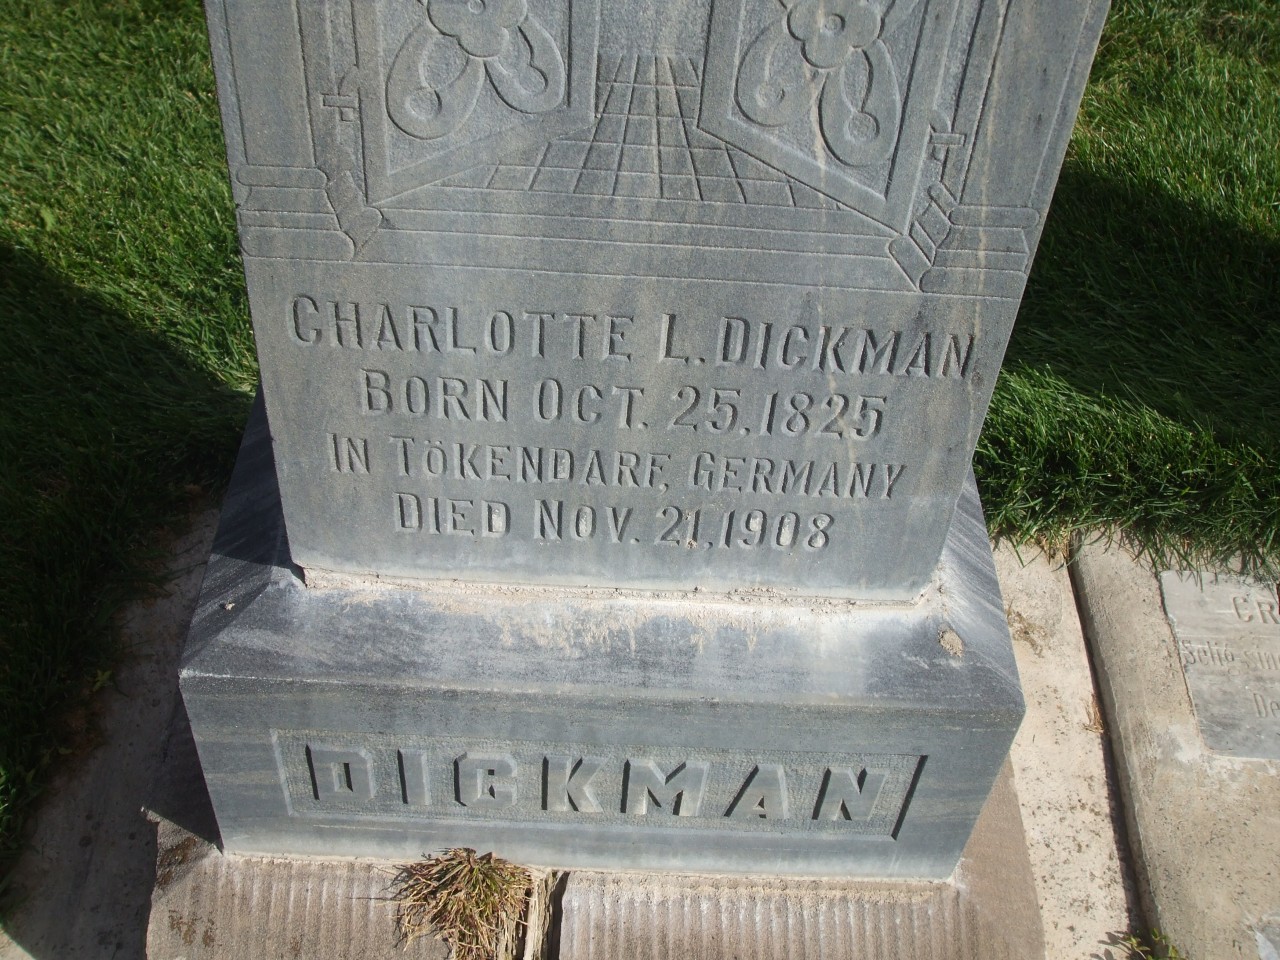 CHARLOTTE L. DICKMAN
BORN OCT. 25, 1825
IN TÖKENDARF, GERMANY
DIED NOV. 21, 1908
DICKMAN